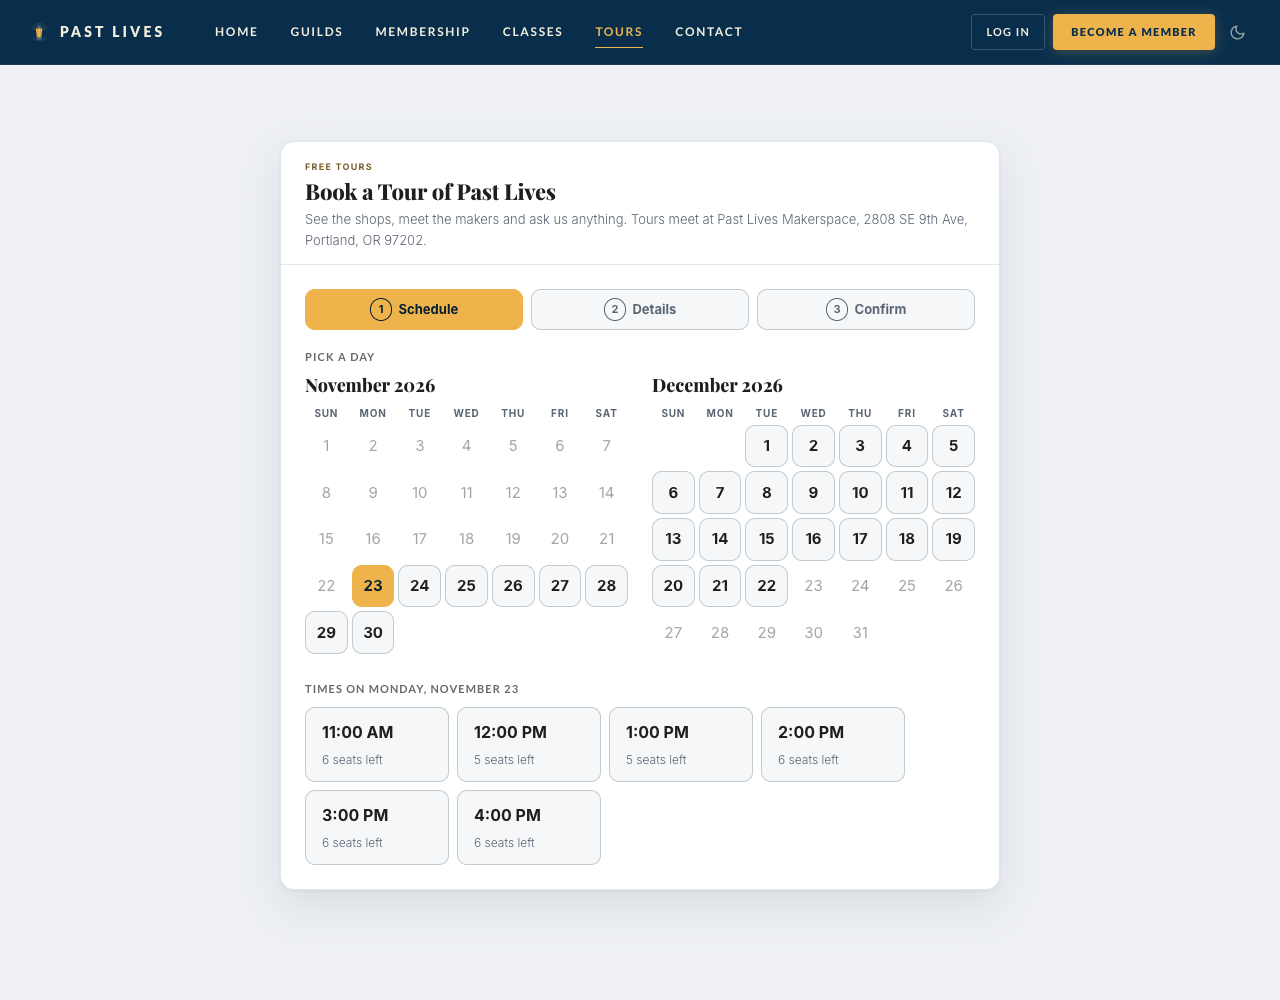 PAST LIVES
HOME GUILDS MEMBERSHIP CLASSES TOURS CONTACT
LOG IN
BECOME A MEMBER
FREE TOURS
Book a Tour of Past Lives
See the shops, meet the makers and ask us anything. Tours meet at Past Lives Makerspace, 2808 SE 9th Ave,
Portland, OR 97202.
1 Schedule
2 Details
3 Confirm
PICK A DAY
November 2026
SUN MON TUE WED THU FRI SAT
1 2 3 4 5 6 7
8 9 10 11 12 13 14
15 16 17 18 19 20 21
22 23 24 25 26 27 28
29 30
December 2026
SUN MON TUE WED THU FRI SAT
1 2 3 4 5
6 7 8 9 10 11 12
13 14 15 16 17 18 19
20 21 22 23 24 25 26
27 28 29 30 31
TIMES ON MONDAY, NOVEMBER 23
11:00 AM
6 seats left
12:00 PM
5 seats left
1:00 PM
5 seats left
2:00 PM
6 seats left
3:00 PM
6 seats left
4:00 PM
6 seats left